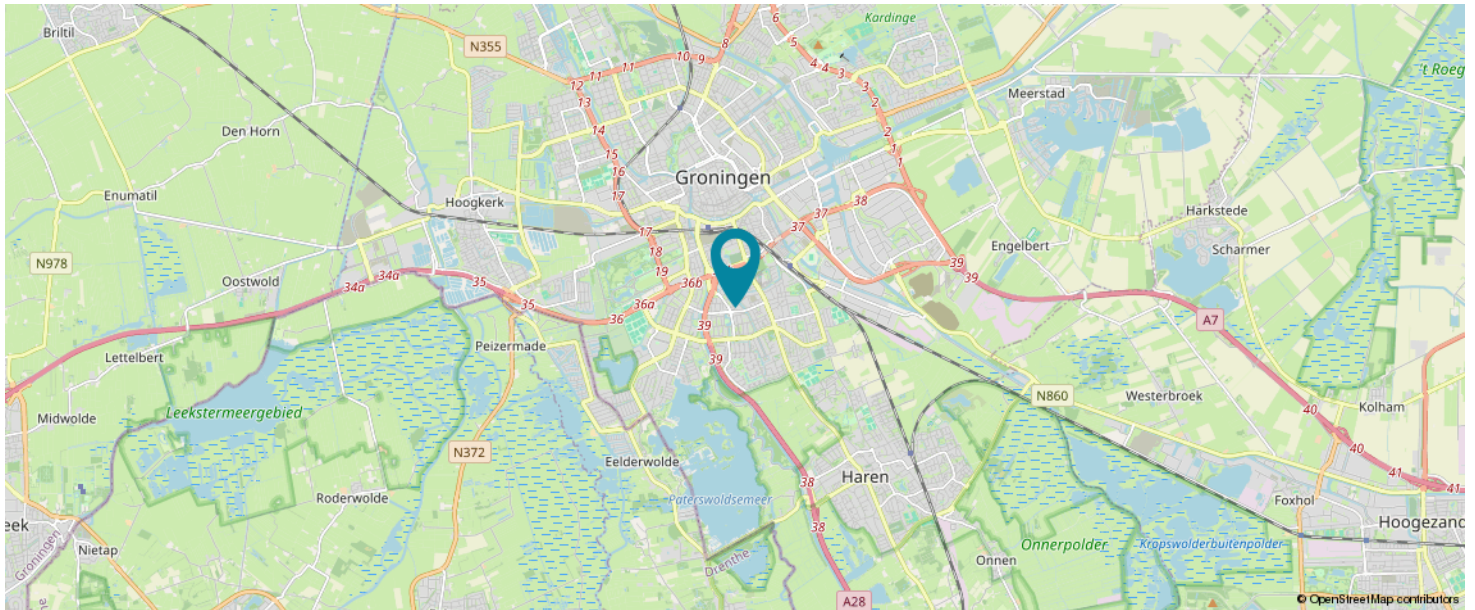 Kardinge
6
Briltil
5
8
N355
10
9
11
11
4
4
3
't Roeg
12
3
Meerstad
13
2
Den Horn
14
2
1
15
1
16
Groningen
Enumatil
17
38
Hoogkerk
37
Harkstede
37
17
Engelbert
Scharmer
18
N978
39
19
39
34a
34a
Oostwold
35
36b
35
36a
36
A7
39
Peizermade
Lettelbert
39
Westerbroek
N860
Kolham
Leekstermeergebied
40
Midwolde
40
N372
Eelderwolde
41
Haren
38
41
Roderwolde
Paterswoldsemeer
Foxhol
eek
38
Hoogezand
Nietap
Onnerpolder
Kropswolderbuitenpolder
Groningen
Drenthe
Onnen
A28
© OpenStreetMap contributors